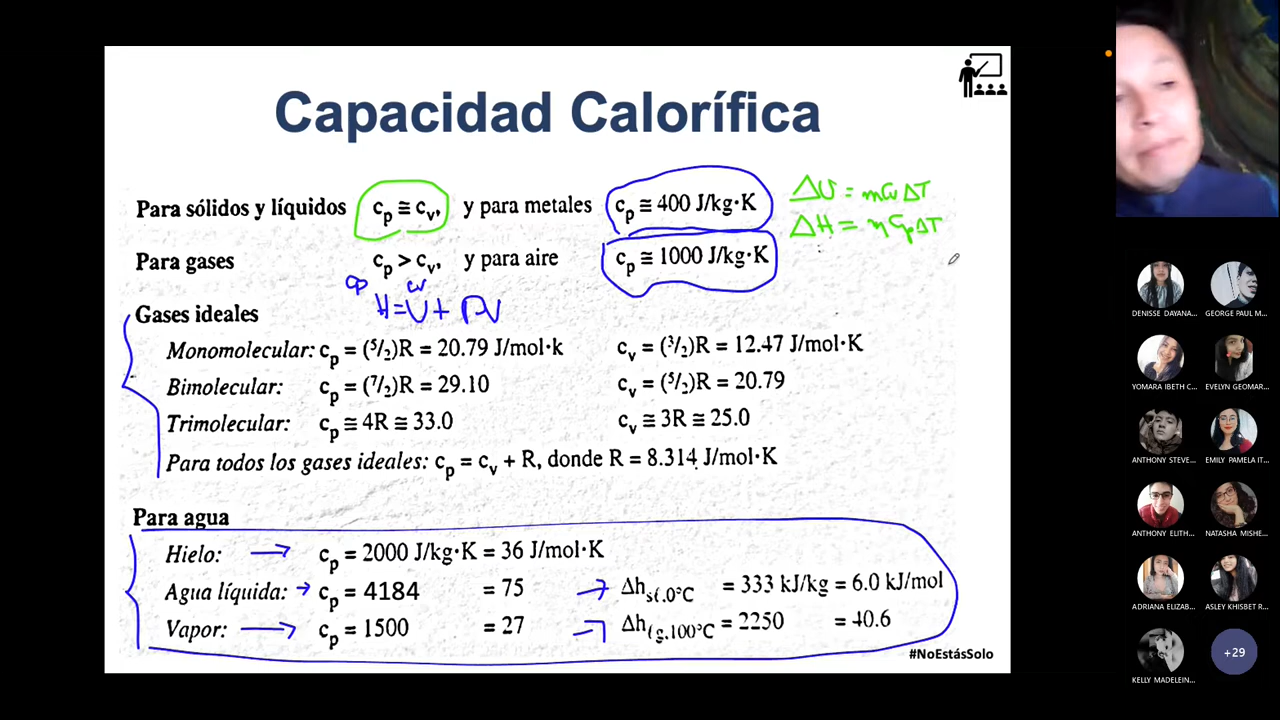 Capacidad Calorífica
Para sólidos y líquidos cp ≅ cv, y para metales cp ≅ 400 J/kg·K
ΔU = mCvΔT
ΔH = nCpΔT
Para gases cp > cv, y para aire cp ≅ 1000 J/kg·K
cp cv
H=U+PV
Gases ideales
Monomolecular: cp = (5/2)R = 20.79 J/mol·k cv = (3/2)R = 12.47 J/mol·K
Bimolecular: cp = (7/2)R = 29.10 cv = (5/2)R = 20.79
Trimolecular: cp ≅ 4R ≅ 33.0 cv ≅ 3R ≅ 25.0
Para todos los gases ideales: cp = cv + R, donde R = 8.314 J/mol·K
Para agua
Hielo: → cp = 2000 J/kg·K = 36 J/mol·K
Agua líquida: → cp = 4184 = 75 → Δhs(.0°C = 333 kJ/kg = 6.0 kJ/mol
Vapor: → cp = 1500 = 27 → Δh(g.100°C = 2250 = 40.6
#NoEstásSolo
DENISSE DAYANA... GEORGE PAUL M...
YOMARA IBETH C... EVELYN GEOMAR...
ANTHONY STEVE... EMILY PAMELA IT...
ANTHONY ELITH... NATASHA MISHE...
ADRIANA ELIZAB... ASLEY KHISBET R...
KELLY MADELEIN... +29